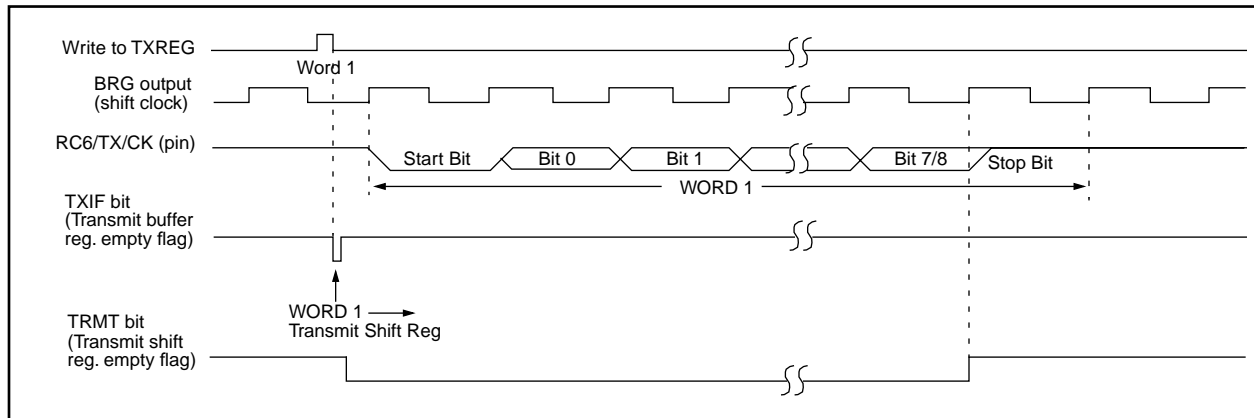 Write to TXREG
Word 1
BRG output
(shift clock)
RC6/TX/CK (pin)
Start Bit
Bit 0
Bit 1
Bit 7/8
Stop Bit
WORD 1
TXIF bit
(Transmit buffer
reg. empty flag)
WORD 1
Transmit Shift Reg
TRMT bit
(Transmit shift
reg. empty flag)